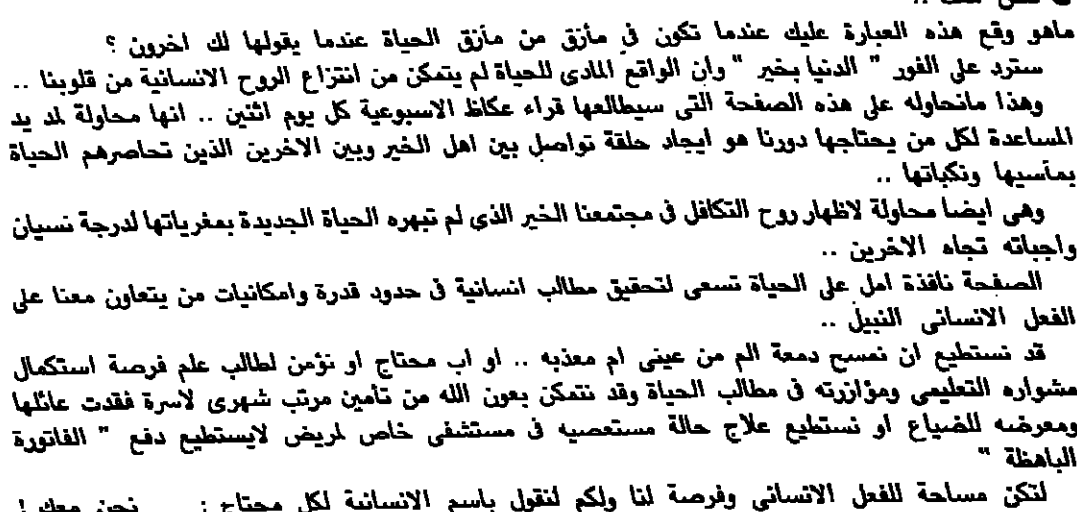 ماهو وقع هذه العبارة عليك عندما تكون في مأزق من مأزق الحياة عندما يقولها لك اخرون ؟
سترد على الفور " الدنيا بخير " وان الواقع المادى للحياة لم يتمكن من انتزاع الروح الانسانية من قلوبنا ..
وهذا مانحاوله على هذه الصفحة التى سيطالعها قراء عكاظ الاسبوعية كل يوم اثنين .. انها محاولة لمد يد
المساعدة لكل من يحتاجها دورنا هو ايجاد حلقة تواصل بين اهل الخير وبين الاخرين الذين تحاصرهم الحياة
بمآسيها ونكباتها ..
وهى ايضا محاولة لاظهار روح التكافل فى مجتمعنا الخير الذى لم تبهره الحياة الجديدة بمغرياتها لدرجة نسيان
واجباته تجاه الاخرين ..
الصفحة نافذة امل على الحياة تسعى لتحقيق مطالب انسانية فى حدود قدرة وامكانيات من يتعاون معنا على
الفعل الانسانى النبيل ..
قد نستطيع ان نمسح دمعة الم من عينى ام معذبه .. او اب محتاج او نؤمن لطالب علم فرصة استكمال
مشواره التعليمى ومؤازرته فى مطالب الحياة وقد نتمكن بعون الله من تأمين مرتب شهرى لاسرة فقدت عائلها
ومعرضه للضياع او نستطيع علاج حالة مستعصيه فى مستشفى خاص لمريض لايستطيع دفع " الفاتورة
الباهظة "
لتكن مساحة للفعل الانسانى وفرصة لنا ولكم لنقول باسم الانسانية لكل محتاج : نحن معك !